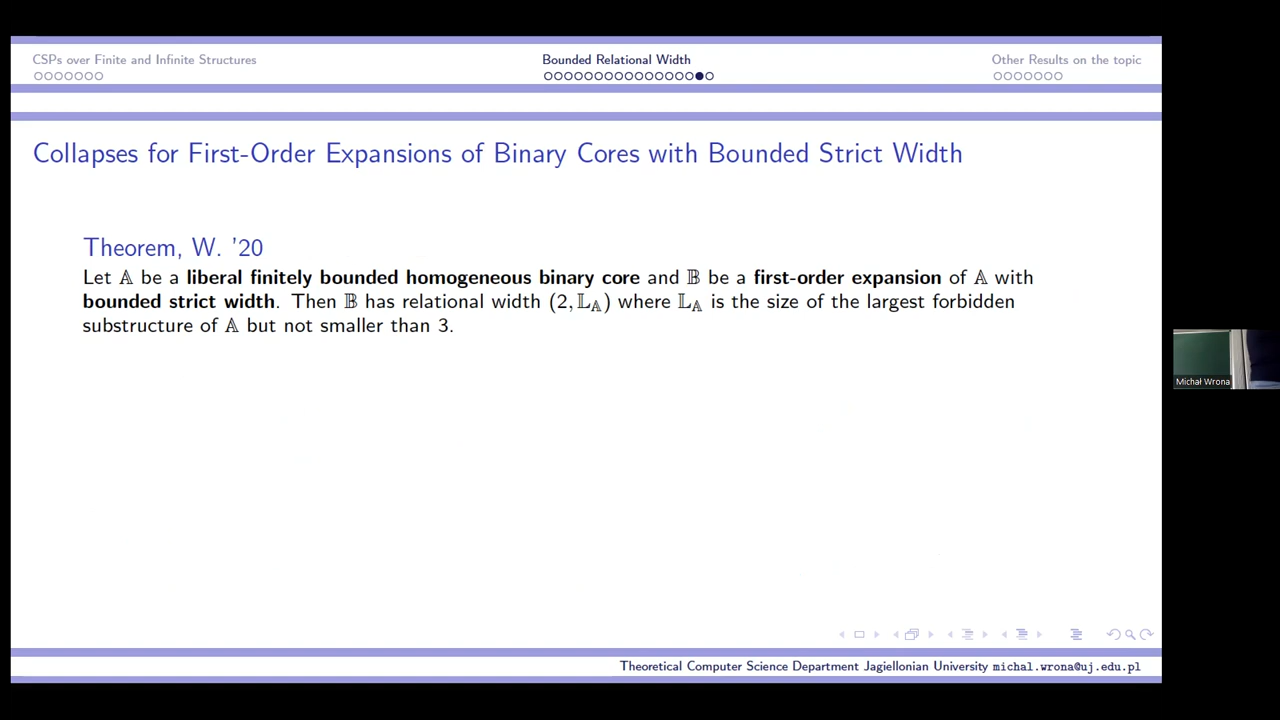 CSPs over Finite and Infinite Structures
Bounded Relational Width
Other Results on the topic
Collapses for First-Order Expansions of Binary Cores with Bounded Strict Width
Theorem, W. '20
Let 𝔸 be a liberal finitely bounded homogeneous binary core and 𝔹 be a first-order expansion of 𝔸 with
bounded strict width. Then 𝔹 has relational width (2, 𝕃_𝔸) where 𝕃_𝔸 is the size of the largest forbidden
substructure of 𝔸 but not smaller than 3.
Michał Wrona
Theoretical Computer Science Department Jagiellonian University michal.wrona@uj.edu.pl